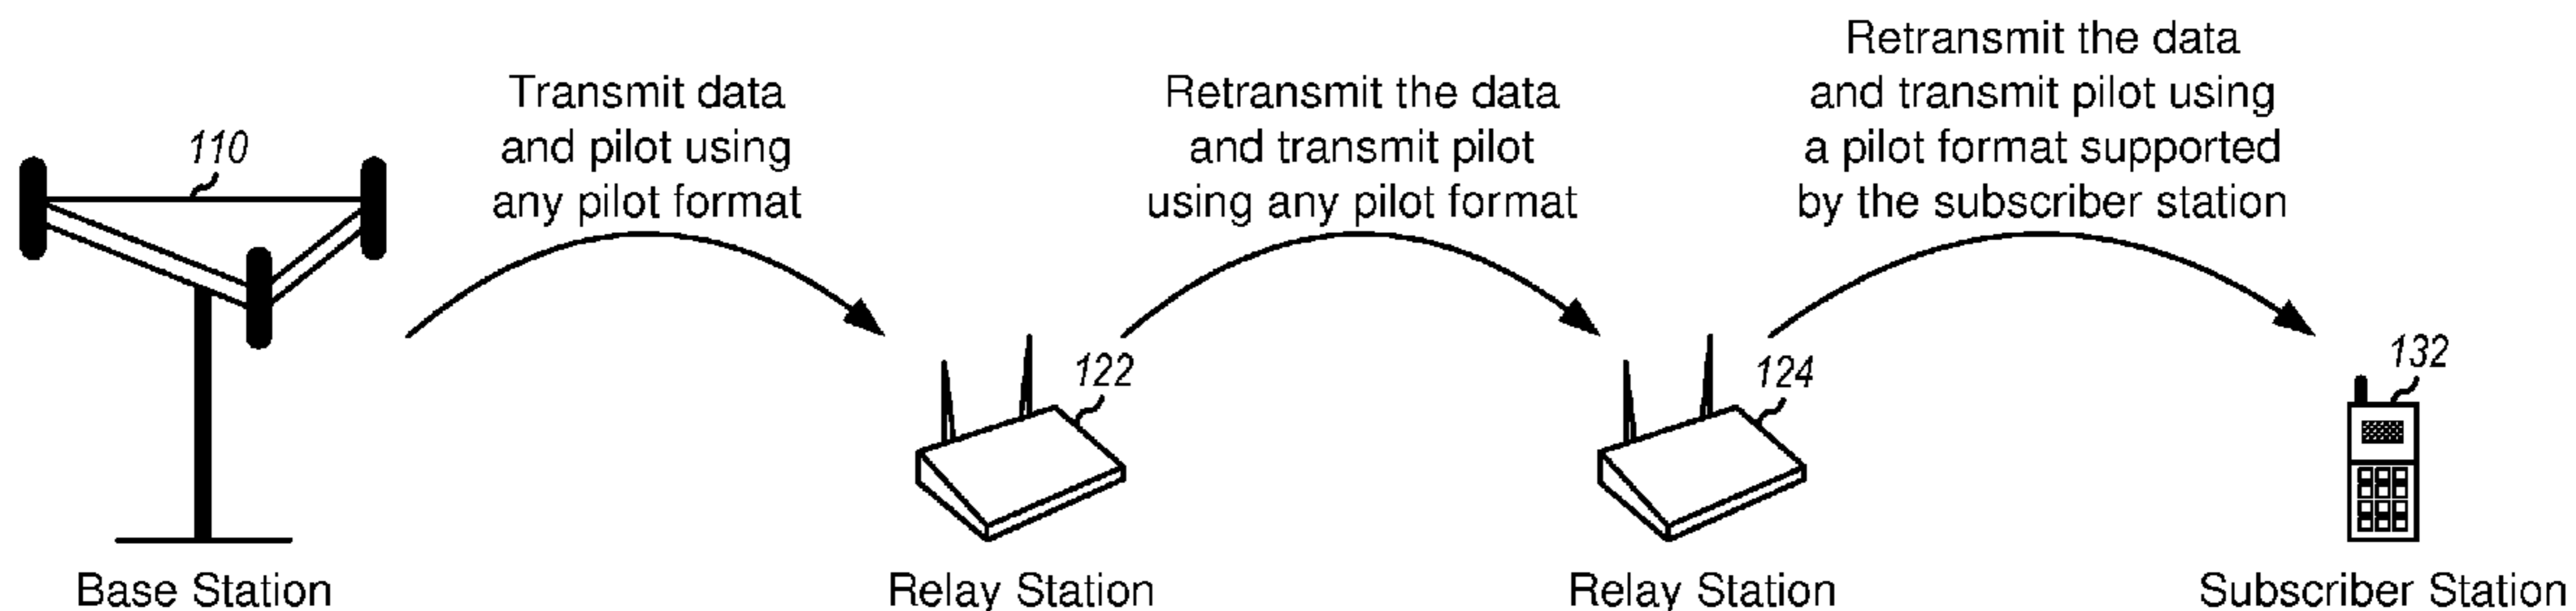 Transmit data
and pilot using
any pilot format
Retransmit the data
and transmit pilot
using any pilot format
Retransmit the data
and transmit pilot using
a pilot format supported
by the subscriber station
110
122
124
132
Base Station
Relay Station
Relay Station
Subscriber Station